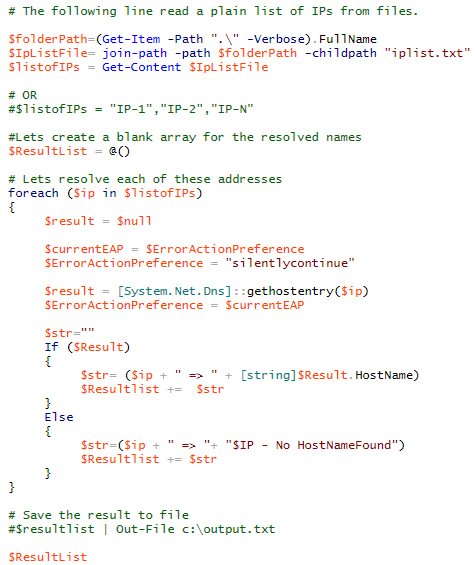 # The following line read a plain list of IPs from files.
$folderPath=(Get-Item -Path ".\" -Verbose).FullName
$IpListFile= join-path -path $folderPath -childpath "iplist.txt"
$listofIPs = Get-Content $IpListFile
# OR
#$listofIPs = "IP-1","IP-2","IP-N"
#Lets create a blank array for the resolved names
$ResultList = @()
# Lets resolve each of these addresses
foreach ($ip in $listofIPs)
{
$result = $null
$currentEAP = $ErrorActionPreference
$ErrorActionPreference = "silentlycontinue"
$result = [System.Net.Dns]::gethostentry($ip)
$ErrorActionPreference = $currentEAP
$str=""
If ($Result)
{
$str= ($ip + " => " + [string]$Result.HostName)
$Resultlist += $str
}
Else
{
$str=($ip + " => "+ "$IP - No HostNameFound")
$Resultlist += $str
}
}
# Save the result to file
#$resultlist | Out-File c:\output.txt
$ResultList